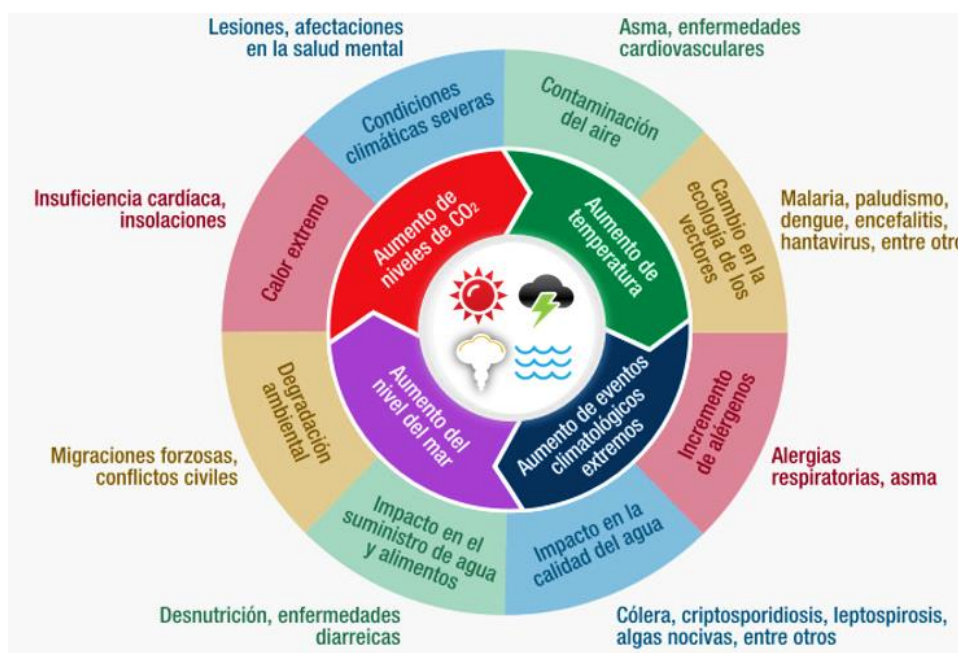 Lesiones, afectaciones
en la salud mental
Asma, enfermedades
cardiovasculares
Condiciones
climáticas severas
Contaminación
del aire
Insuficiencia cardíaca,
insolaciones
Calor extremo
Aumento de
niveles de CO₂
Aumento de
temperatura
Cambio en la
ecología de los
vectores
Malaria, paludismo,
dengue, encefalitis,
hantavirus, entre otro
Degradación
ambiental
Aumento del
nivel del mar
Aumento de eventos
climatológicos
extremos
Incremento
de alérgenos
Migraciones forzosas,
conflictos civiles
Alergias
respiratorias, asma
Impacto en el
suministro de agua
y alimentos
Impacto en la
calidad del agua
Desnutrición, enfermedades
diarreicas
Cólera, criptosporidiosis, leptospirosis,
algas nocivas, entre otros